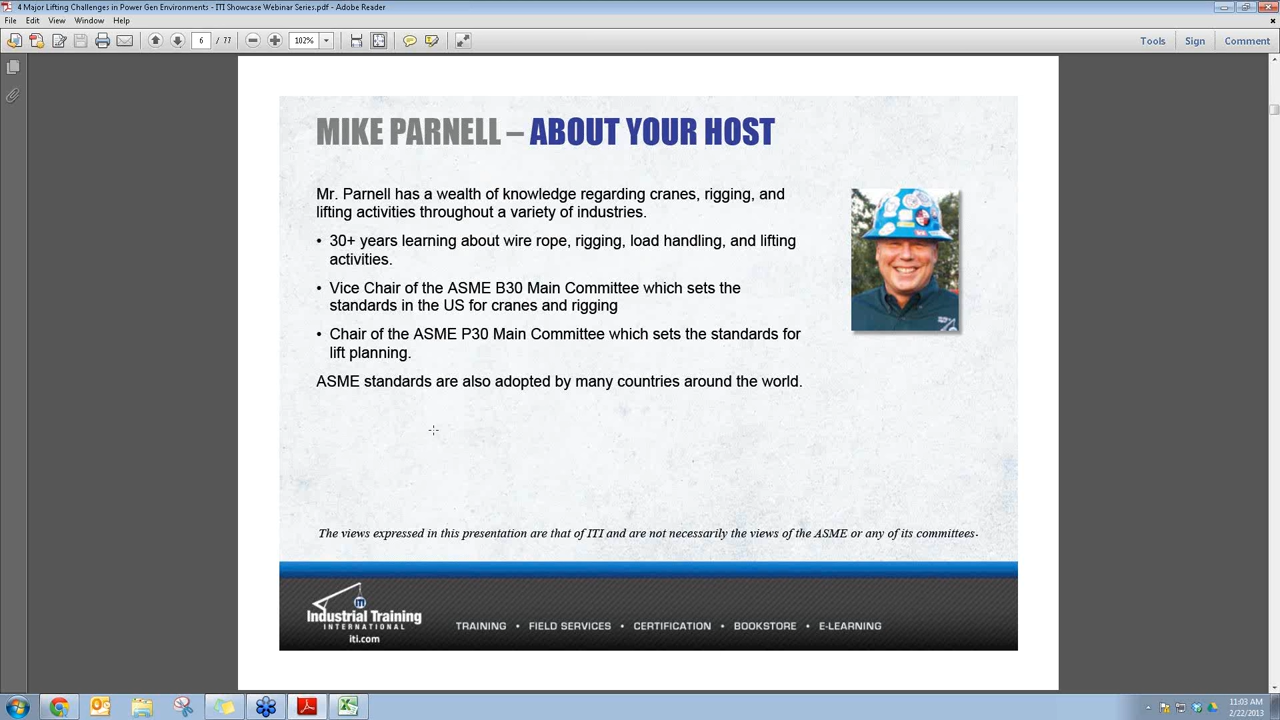 4 Major Lifting Challenges in Power Gen Environments - ITI Showcase Webinar Series.pdf - Adobe Reader
File Edit View Window Help
6 / 77 102% Tools Sign Comment
MIKE PARNELL – ABOUT YOUR HOST
Mr. Parnell has a wealth of knowledge regarding cranes, rigging, and
lifting activities throughout a variety of industries.
• 30+ years learning about wire rope, rigging, load handling, and lifting
activities.
• Vice Chair of the ASME B30 Main Committee which sets the
standards in the US for cranes and rigging
• Chair of the ASME P30 Main Committee which sets the standards for
lift planning.
ASME standards are also adopted by many countries around the world.
The views expressed in this presentation are that of ITI and are not necessarily the views of the ASME or any of its committees.
Industrial Training
INTERNATIONAL
iti.com
TRAINING • FIELD SERVICES • CERTIFICATION • BOOKSTORE • E-LEARNING
11:03 AM
2/22/2013